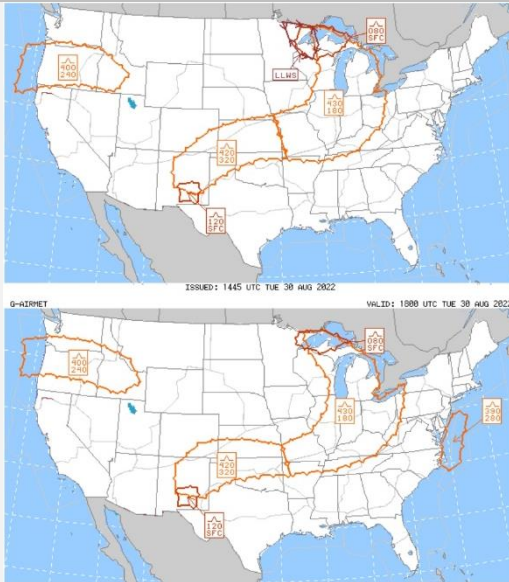 080
SFC
400
240
LLWS
430
180
420
320
120
SFC
ISSUED: 1445 UTC TUE 30 AUG 2022
G-AIRMET VALID: 1800 UTC TUE 30 AUG 2022
080
SFC
400
240
430
180
390
280
420
320
120
SFC